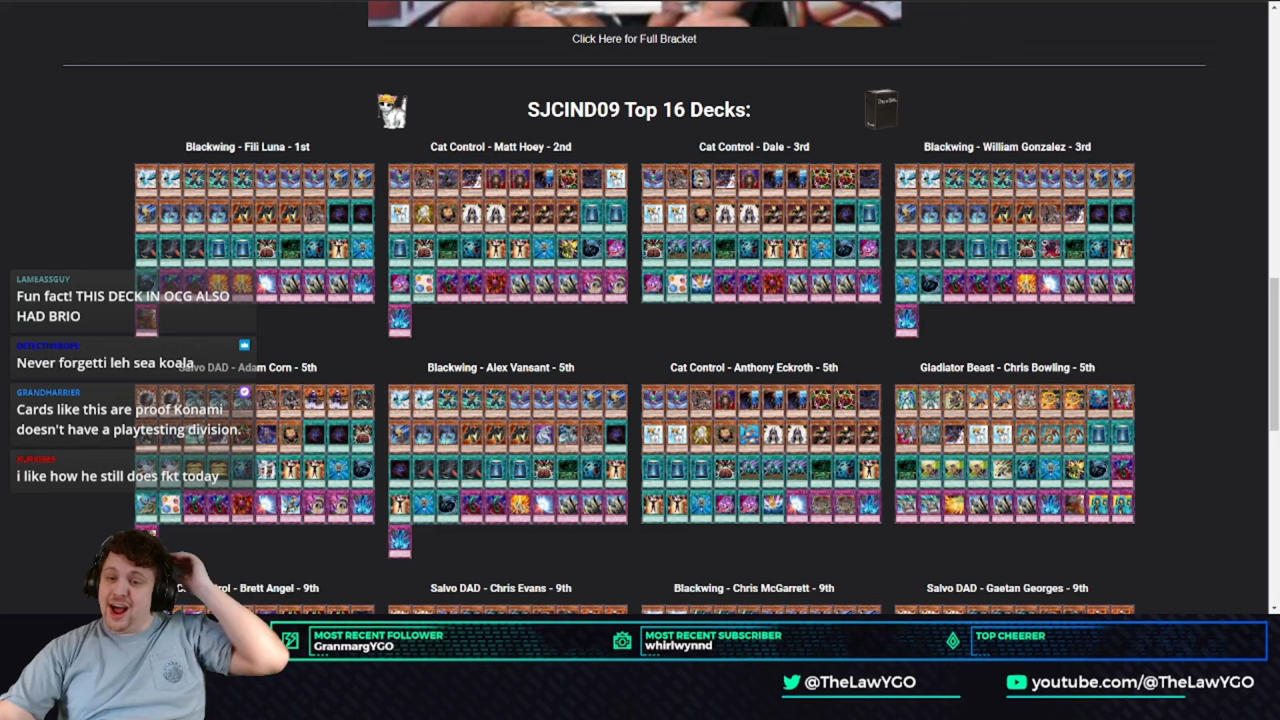 Click Here for Full Bracket
SJCIND09 Top 16 Decks:
Blackwing - Fili Luna - 1st
Cat Control - Matt Hoey - 2nd
Cat Control - Dale - 3rd
Blackwing - William Gonzalez - 3rd
LAMEASSGUY
Fun fact! THIS DECK IN OCG ALSO
HAD BRIO
Never forgetti leh sea koala
GRANDHARRIER
Cards like this are proof Konami
doesn't have a playtesting division.
i like how he still does fkt today
Salvo DAD - Adam Corn - 5th
Blackwing - Alex Vansant - 5th
Cat Control - Anthony Eckroth - 5th
Gladiator Beast - Chris Bowling - 5th
Brett Angel - 9th
Salvo DAD - Chris Evans - 9th
Blackwing - Chris McGarrett - 9th
Salvo DAD - Gaetan Georges - 9th
MOST RECENT FOLLOWER
GranmargYGO
MOST RECENT SUBSCRIBER
whirlwynnd
TOP CHEERER
@TheLawYGO
youtube.com/@TheLawYGO